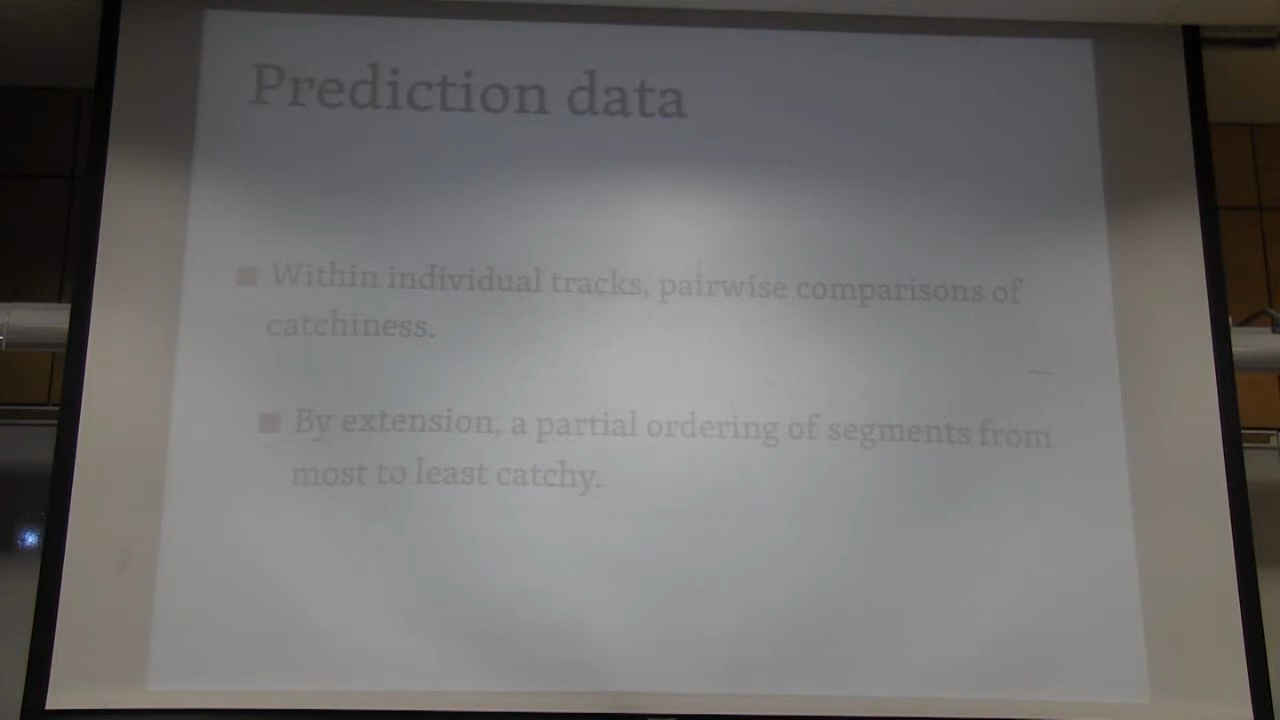 Prediction data
■ Within individual tracks, pairwise comparisons of
catchiness.
■ By extension, a partial ordering of segments from
most to least catchy.